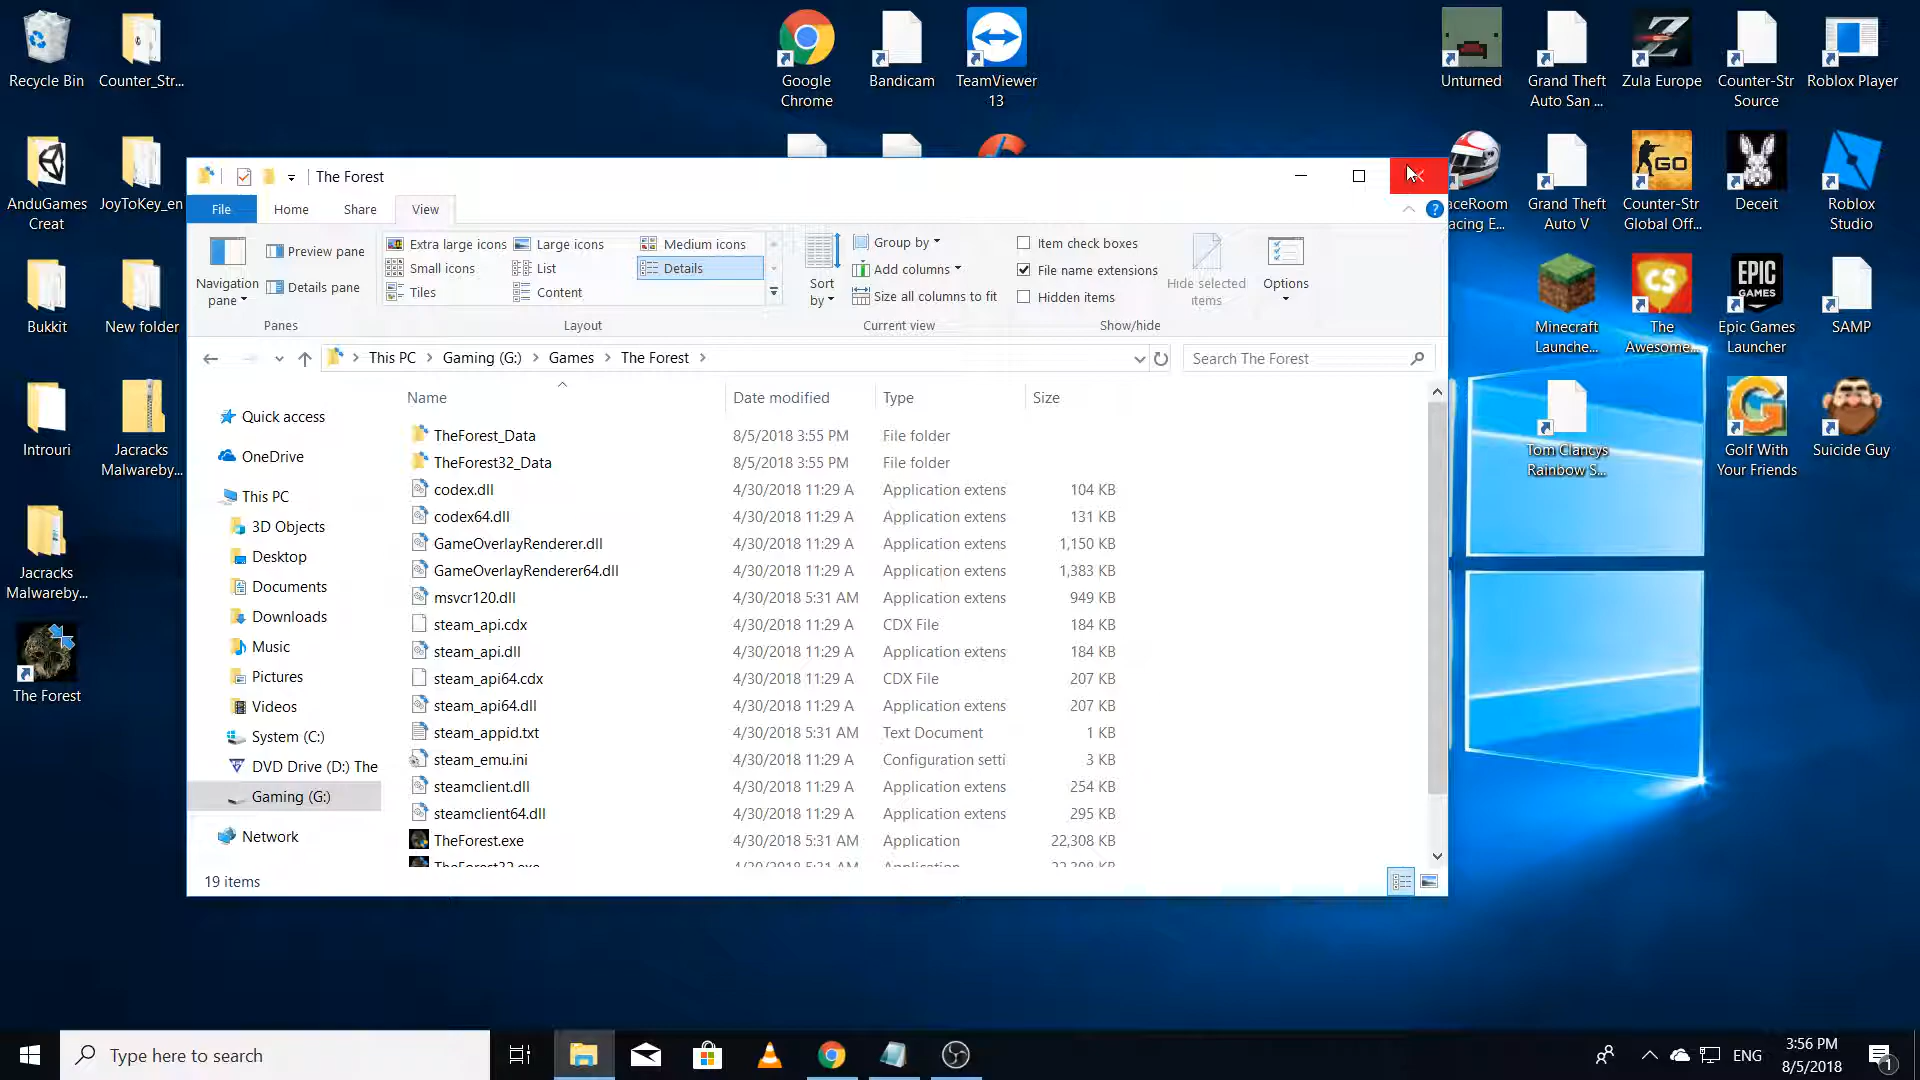 Recycle Bin
Counter_Str...
Google
Chrome
Bandicam
TeamViewer
13
Unturned
Grand Theft
Auto San ...
Zula Europe
Counter-Str
Source
Roblox Player
AnduGames
Creat
JoyToKey_en
aceRoom
acing E...
Grand Theft
Auto V
GO
Counter-Str
Global Off...
Deceit
Roblox
Studio
Bukkit
New folder
Minecraft
Launche...
CS
The
Awesome...
EPIC
GAMES
Epic Games
Launcher
SAMP
Introuri
Jacracks
Malwareby...
Tom Clancys
Rainbow S...
Golf With
Your Friends
Suicide Guy
Jacracks
Malwareby...
The Forest
The Forest
File
Home
Share
View
Navigation
pane
Preview pane
Details pane
Panes
Extra large icons
Large icons
Medium icons
Small icons
List
Details
Tiles
Content
Layout
Sort
by
Group by
Add columns
Size all columns to fit
Current view
Item check boxes
File name extensions
Hidden items
Hide selected
items
Show/hide
Options
This PC
Gaming (G:)
Games
The Forest
Search The Forest
Quick access
OneDrive
This PC
3D Objects
Desktop
Documents
Downloads
Music
Pictures
Videos
System (C:)
DVD Drive (D:) The
Gaming (G:)
Network
Name Date modified Type Size
TheForest_Data 8/5/2018 3:55 PM File folder
TheForest32_Data 8/5/2018 3:55 PM File folder
codex.dll 4/30/2018 11:29 A Application extens 104 KB
codex64.dll 4/30/2018 11:29 A Application extens 131 KB
GameOverlayRenderer.dll 4/30/2018 11:29 A Application extens 1,150 KB
GameOverlayRenderer64.dll 4/30/2018 11:29 A Application extens 1,383 KB
msvcr120.dll 4/30/2018 5:31 AM Application extens 949 KB
steam_api.cdx 4/30/2018 11:29 A CDX File 184 KB
steam_api.dll 4/30/2018 11:29 A Application extens 184 KB
steam_api64.cdx 4/30/2018 11:29 A CDX File 207 KB
steam_api64.dll 4/30/2018 11:29 A Application extens 207 KB
steam_appid.txt 4/30/2018 5:31 AM Text Document 1 KB
steam_emu.ini 4/30/2018 11:29 A Configuration setti 3 KB
steamclient.dll 4/30/2018 11:29 A Application extens 254 KB
steamclient64.dll 4/30/2018 11:29 A Application extens 295 KB
TheForest.exe 4/30/2018 5:31 AM Application 22,308 KB
TheForest32.exe 4/30/2018 5:31 AM Application 22,308 KB
19 items
Type here to search
ENG
3:56 PM
8/5/2018
1